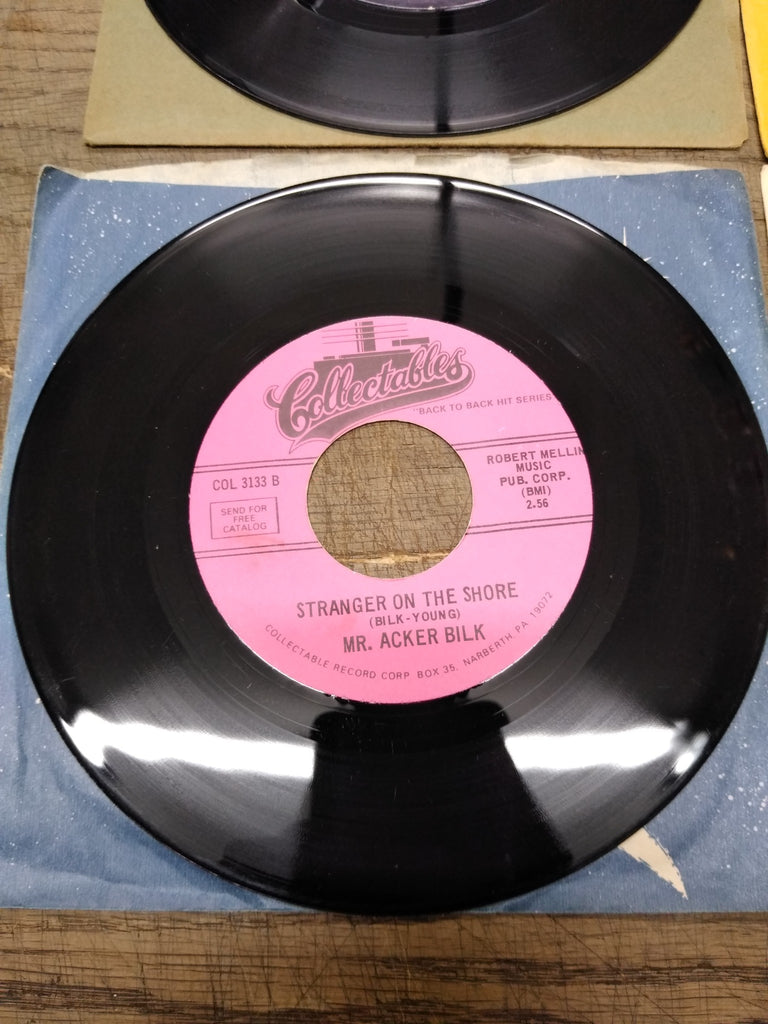 Collectables
"BACK TO BACK HIT SERIES
COL 3133 B
SEND FOR
FREE
CATALOG
ROBERT MELLIN
MUSIC
PUB. CORP.
(BMI)
2.56
STRANGER ON THE SHORE
(BILK-YOUNG)
MR. ACKER BILK
COLLECTABLE RECORD CORP BOX 35, NARBERTH, PA 19072